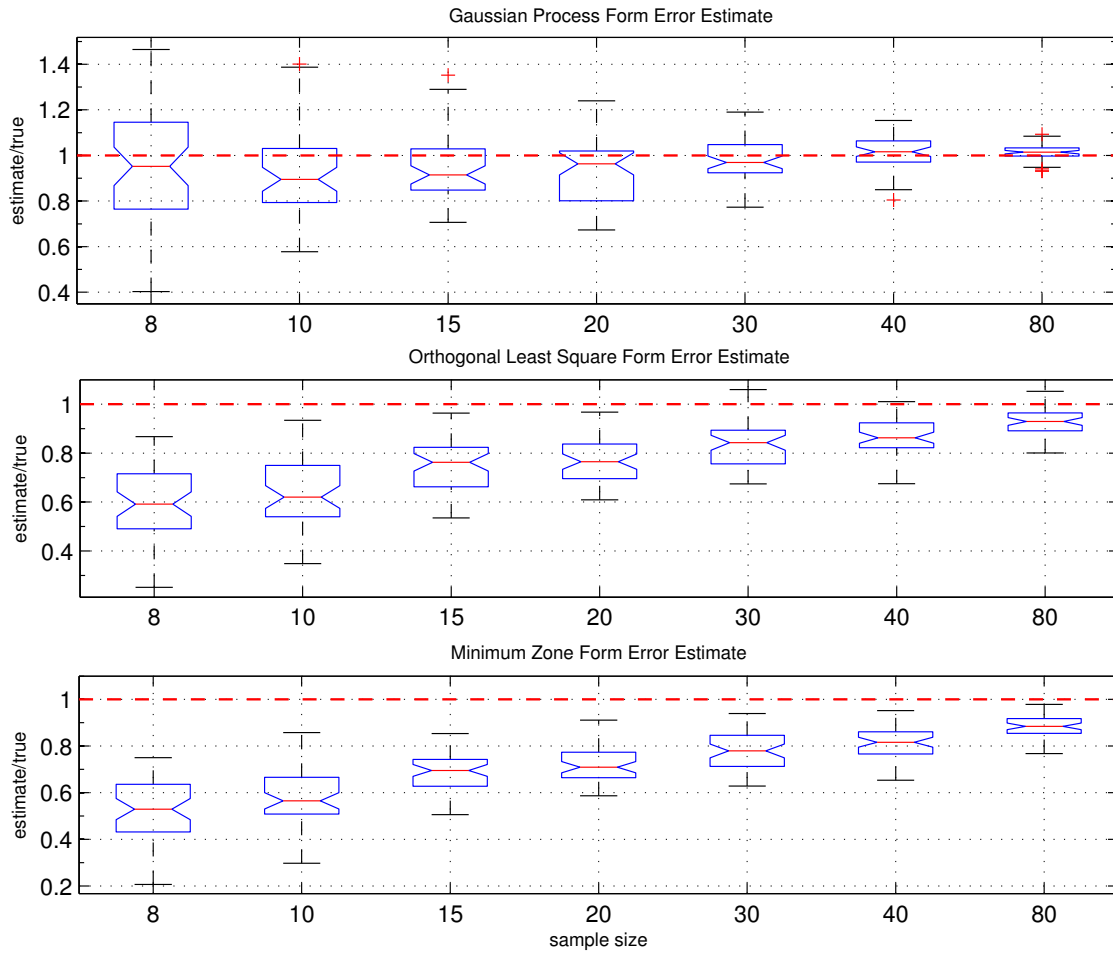 Gaussian Process Form Error Estimate
estimate/true
1.4
1.2
1
0.8
0.6
0.4
8 10 15 20 30 40 80
Orthogonal Least Square Form Error Estimate
estimate/true
1
0.8
0.6
0.4
8 10 15 20 30 40 80
Minimum Zone Form Error Estimate
estimate/true
1
0.8
0.6
0.4
0.2
8 10 15 20 30 40 80
sample size